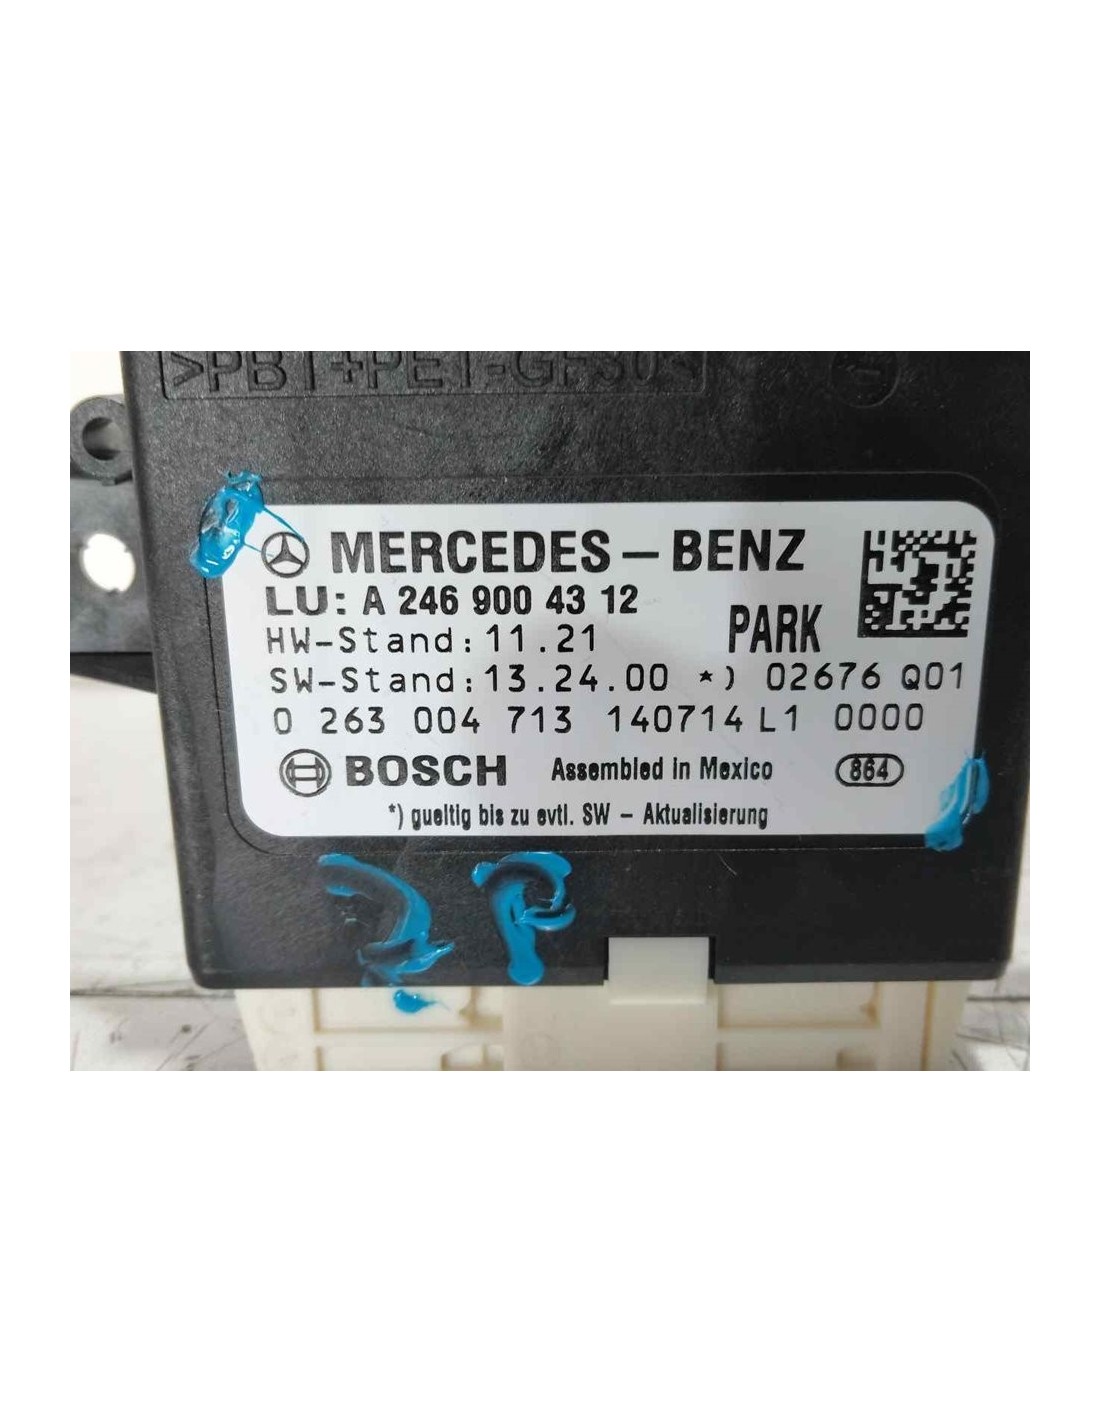 >PBT+PET-GF30<
MERCEDES – BENZ
LU: A 246 900 43 12
PARK
HW-Stand: 11.21
SW-Stand: 13.24.00 *) 02676 Q01
0 263 004 713 140714 L1 0000
BOSCH Assembled in Mexico 864
*) gueltig bis zu evtl. SW – Aktualisierung